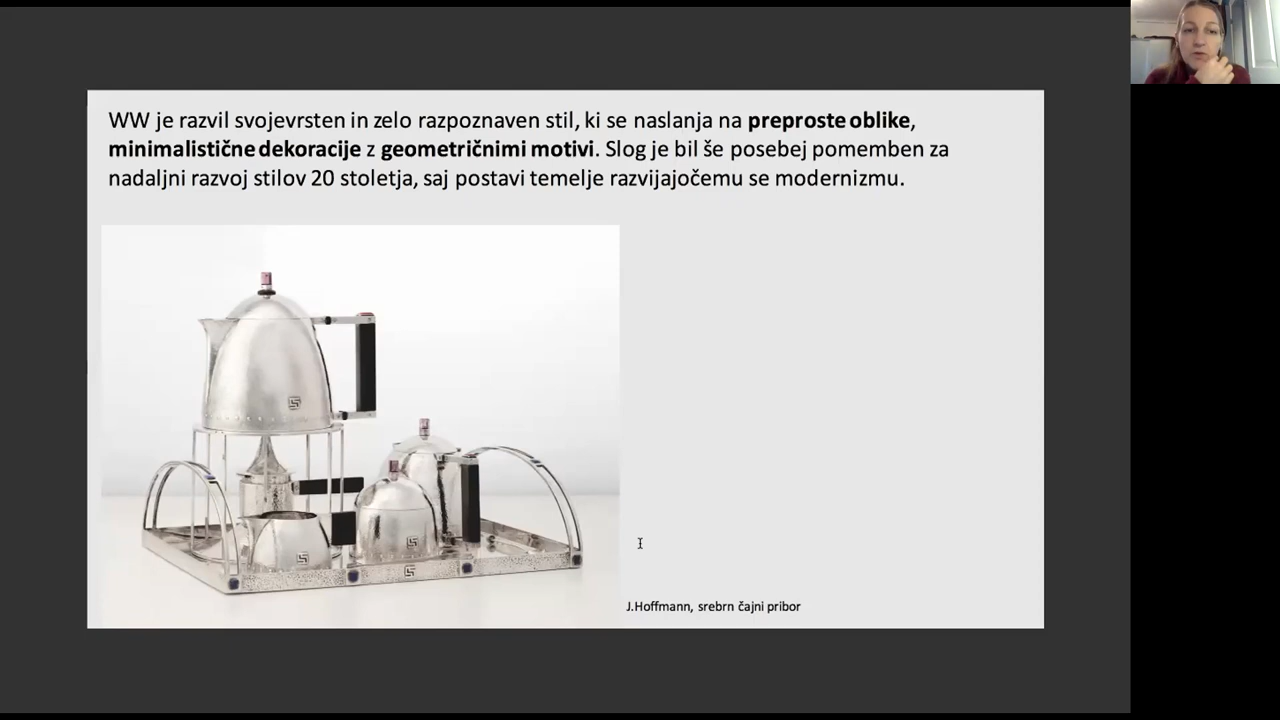 WW je razvil svojevrsten in zelo razpoznaven stil, ki se naslanja na preproste oblike,
minimalistične dekoracije z geometričnimi motivi. Slog je bil še posebej pomemben za
nadaljni razvoj stilov 20 stoletja, saj postavi temelje razvijajočemu se modernizmu.
J.Hoffmann, srebrn čajni pribor